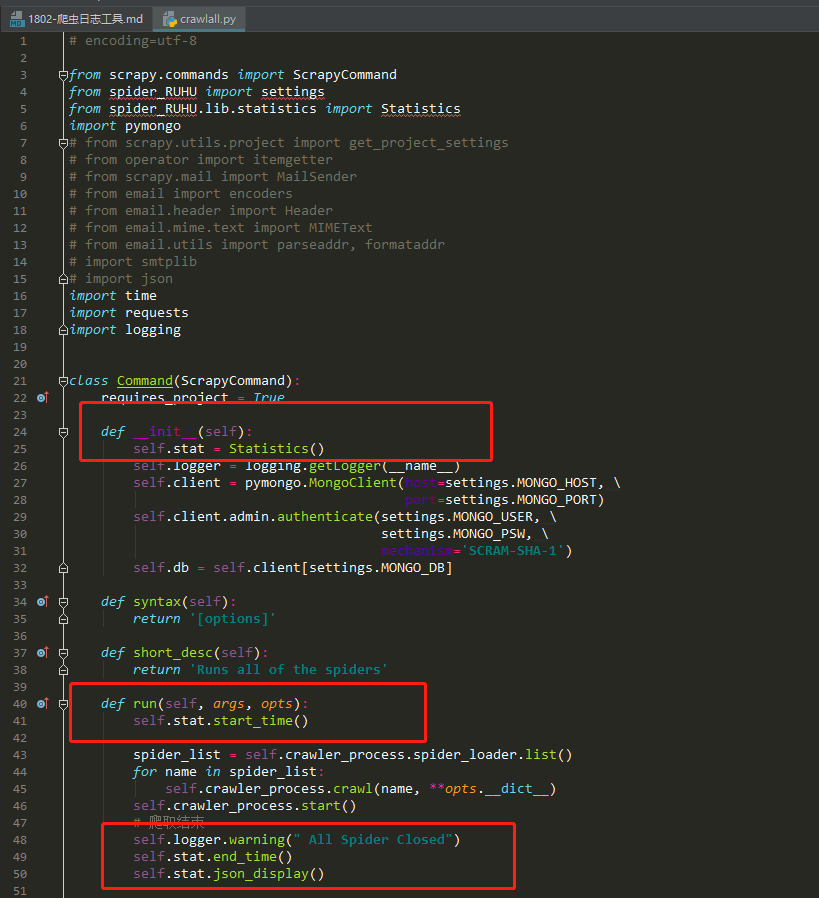 1802-爬虫日志工具.md crawlall.py
1 # encoding=utf-8
2
3 from scrapy.commands import ScrapyCommand
4 from spider_RUHU import settings
5 from spider_RUHU.lib.statistics import Statistics
6 import pymongo
7 # from scrapy.utils.project import get_project_settings
8 # from operator import itemgetter
9 # from scrapy.mail import MailSender
10 # from email import encoders
11 # from email.header import Header
12 # from email.mime.text import MIMEText
13 # from email.utils import parseaddr, formataddr
14 # import smtplib
15 # import json
16 import time
17 import requests
18 import logging
19
20
21 class Command(ScrapyCommand):
22 requires_project = True
23
24 def __init__(self):
25 self.stat = Statistics()
26 self.logger = logging.getLogger(__name__)
27 self.client = pymongo.MongoClient(host=settings.MONGO_HOST, \
28 port=settings.MONGO_PORT)
29 self.client.admin.authenticate(settings.MONGO_USER, \
30 settings.MONGO_PSW, \
31 mechanism='SCRAM-SHA-1')
32 self.db = self.client[settings.MONGO_DB]
33
34 def syntax(self):
35 return '[options]'
36
37 def short_desc(self):
38 return 'Runs all of the spiders'
39
40 def run(self, args, opts):
41 self.stat.start_time()
42
43 spider_list = self.crawler_process.spider_loader.list()
44 for name in spider_list:
45 self.crawler_process.crawl(name, **opts.__dict__)
46 self.crawler_process.start()
47 # 爬取结束
48 self.logger.warning(" All Spider Closed")
49 self.stat.end_time()
50 self.stat.json_display()
51